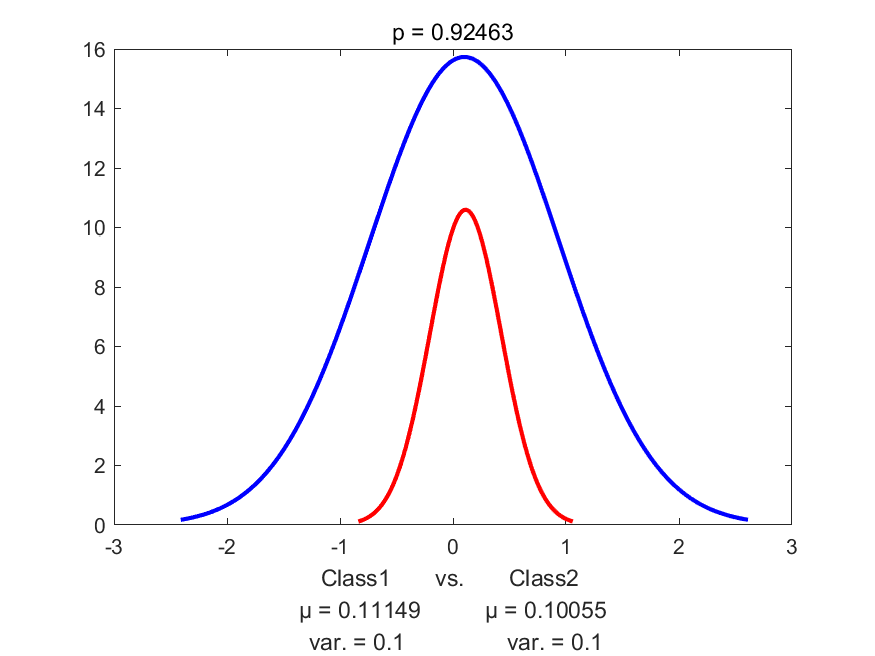 p = 0.92463
16
14
12
10
8
6
4
2
0
-3 -2 -1 0 1 2 3
Class1 vs. Class2
µ = 0.11149 µ = 0.10055
var. = 0.1 var. = 0.1